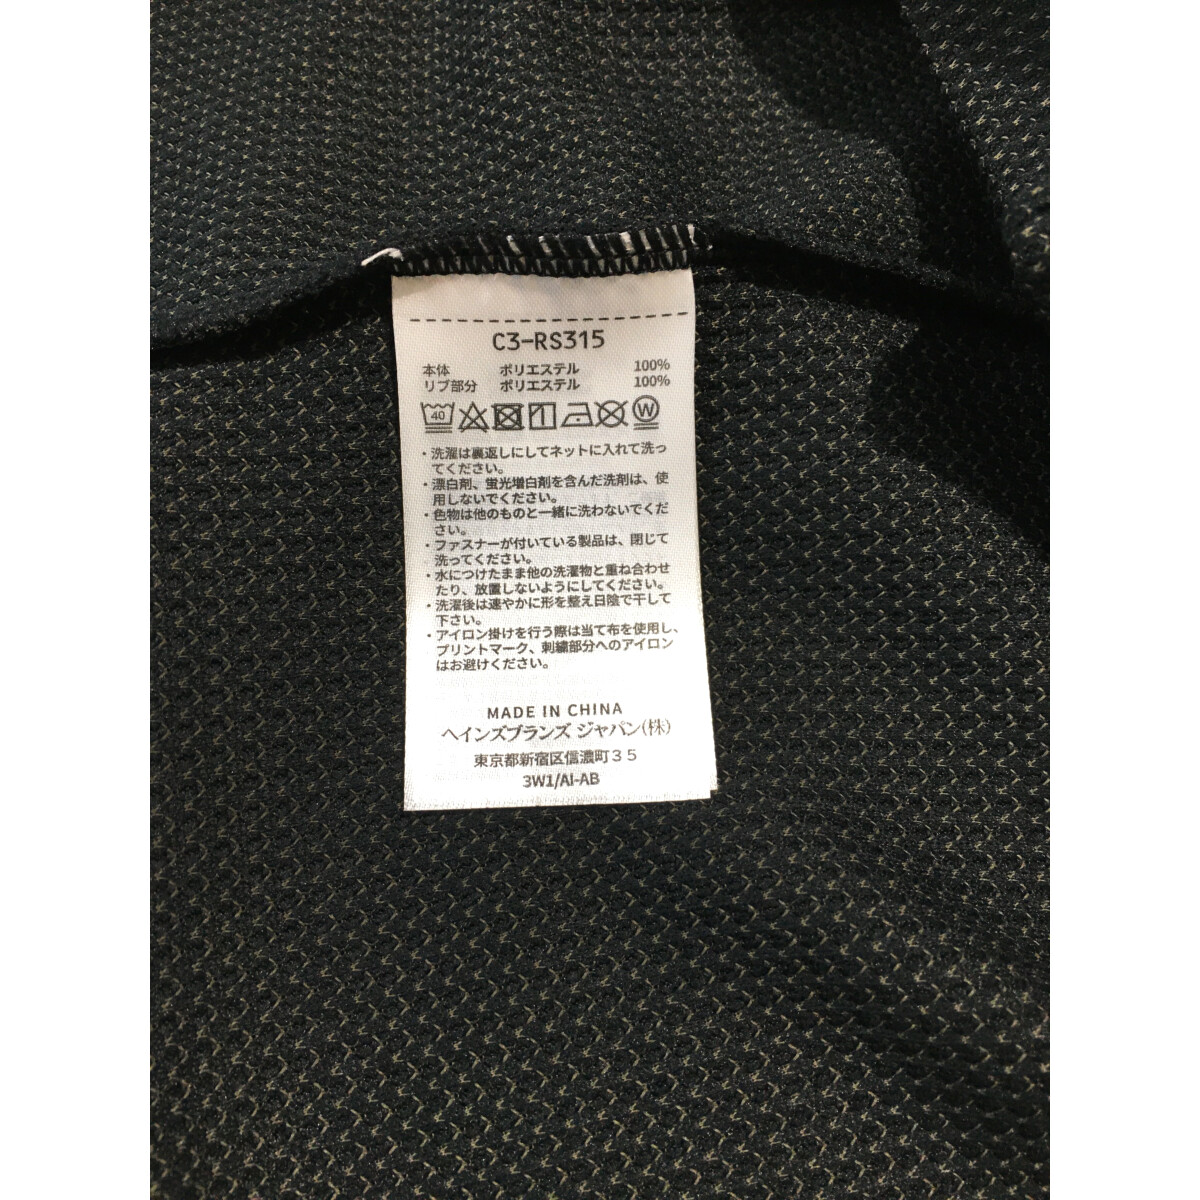 C3-RS315
本体 ポリエステル 100%
リブ部分 ポリエステル 100%
40 W
・洗濯は裏返しにしてネットに入れて洗っ
てください。
・漂白剤、蛍光増白剤を含んだ洗剤は、使
用しないでください。
・色物は他のものと一緒に洗わないでくだ
さい。
・ファスナーが付いている製品は、閉じて
洗ってください。
・水につけたまま他の洗濯物と重ね合わせ
たり、放置しないようにしてください。
・洗濯後は速やかに形を整え日陰で干して
下さい。
・アイロン掛けを行う際は当て布を使用し、
プリントマーク、刺繍部分へのアイロン
はお避けください。
MADE IN CHINA
ヘインズブランズ ジャパン(株)
東京都新宿区信濃町３５
3W1/AI-AB